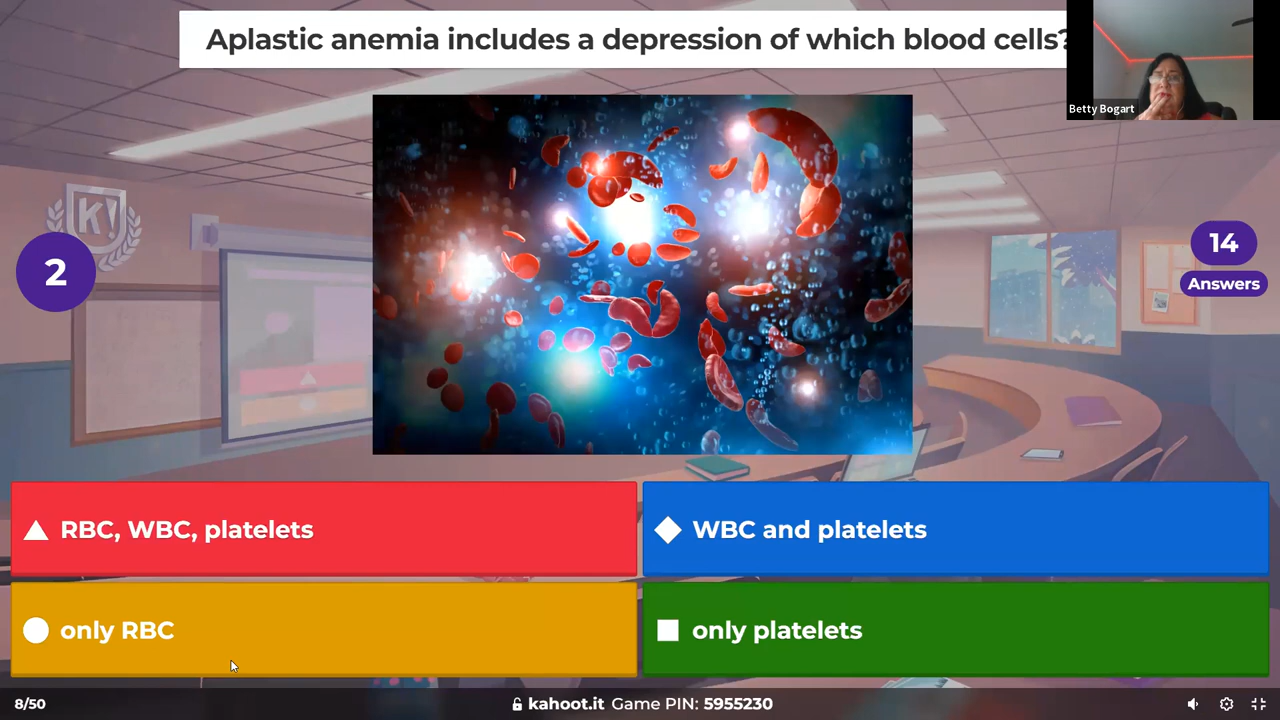 Aplastic anemia includes a depression of which blood cells?
Betty Bogart
K!
2
14
Answers
RBC, WBC, platelets
WBC and platelets
only RBC
only platelets
8/50
kahoot.it Game PIN: 5955230